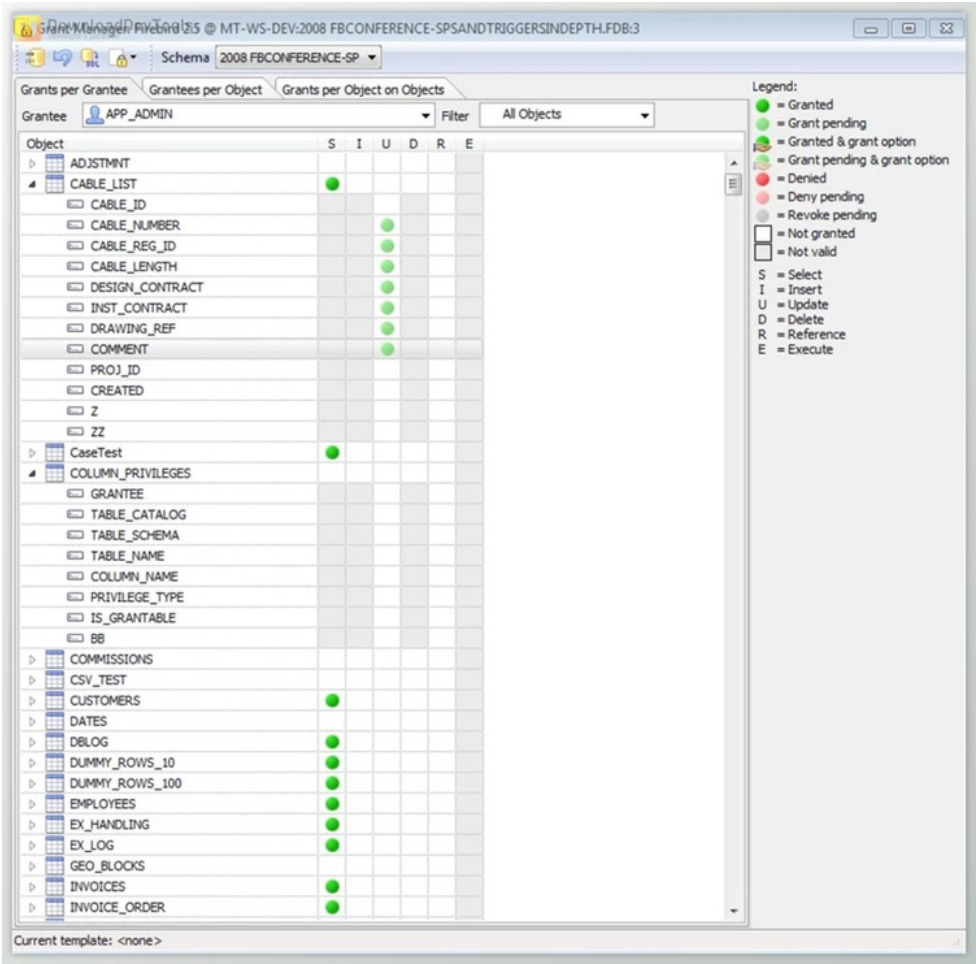 Grant Manager: Firebird 2.5 @ MT-WS-DEV:2008 FBCONFERENCE-SPSANDTRIGGERSINDEPTH.FDB:3
DownloadDevTools
Schema 2008 FBCONFERENCE-SP
Grants per Grantee Grantees per Object Grants per Object on Objects
Grantee APP_ADMIN Filter All Objects
Object S I U D R E
ADJSTMNT
CABLE_LIST
CABLE_ID
CABLE_NUMBER
CABLE_REG_ID
CABLE_LENGTH
DESIGN_CONTRACT
INST_CONTRACT
DRAWING_REF
COMMENT
PROJ_ID
CREATED
Z
ZZ
CaseTest
COLUMN_PRIVILEGES
GRANTEE
TABLE_CATALOG
TABLE_SCHEMA
TABLE_NAME
COLUMN_NAME
PRIVILEGE_TYPE
IS_GRANTABLE
BB
COMMISSIONS
CSV_TEST
CUSTOMERS
DATES
DBLOG
DUMMY_ROWS_10
DUMMY_ROWS_100
EMPLOYEES
EX_HANDLING
EX_LOG
GEO_BLOCKS
INVOICES
INVOICE_ORDER
Legend:
= Granted
= Grant pending
= Granted & grant option
= Grant pending & grant option
= Denied
= Deny pending
= Revoke pending
= Not granted
= Not valid
S = Select
I = Insert
U = Update
D = Delete
R = Reference
E = Execute
Current template: <none>